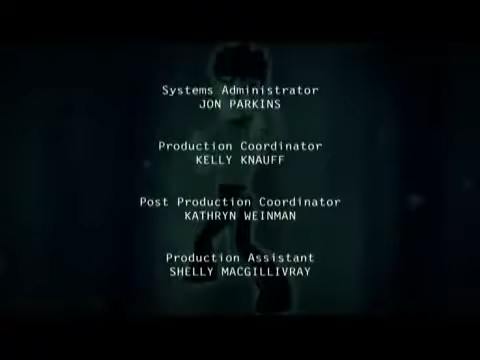 Systems Administrator
JON PARKINS
Production Coordinator
KELLY KNAUFF
Post Production Coordinator
KATHRYN WEINMAN
Production Assistant
SHELLY MACGILLIVRAY